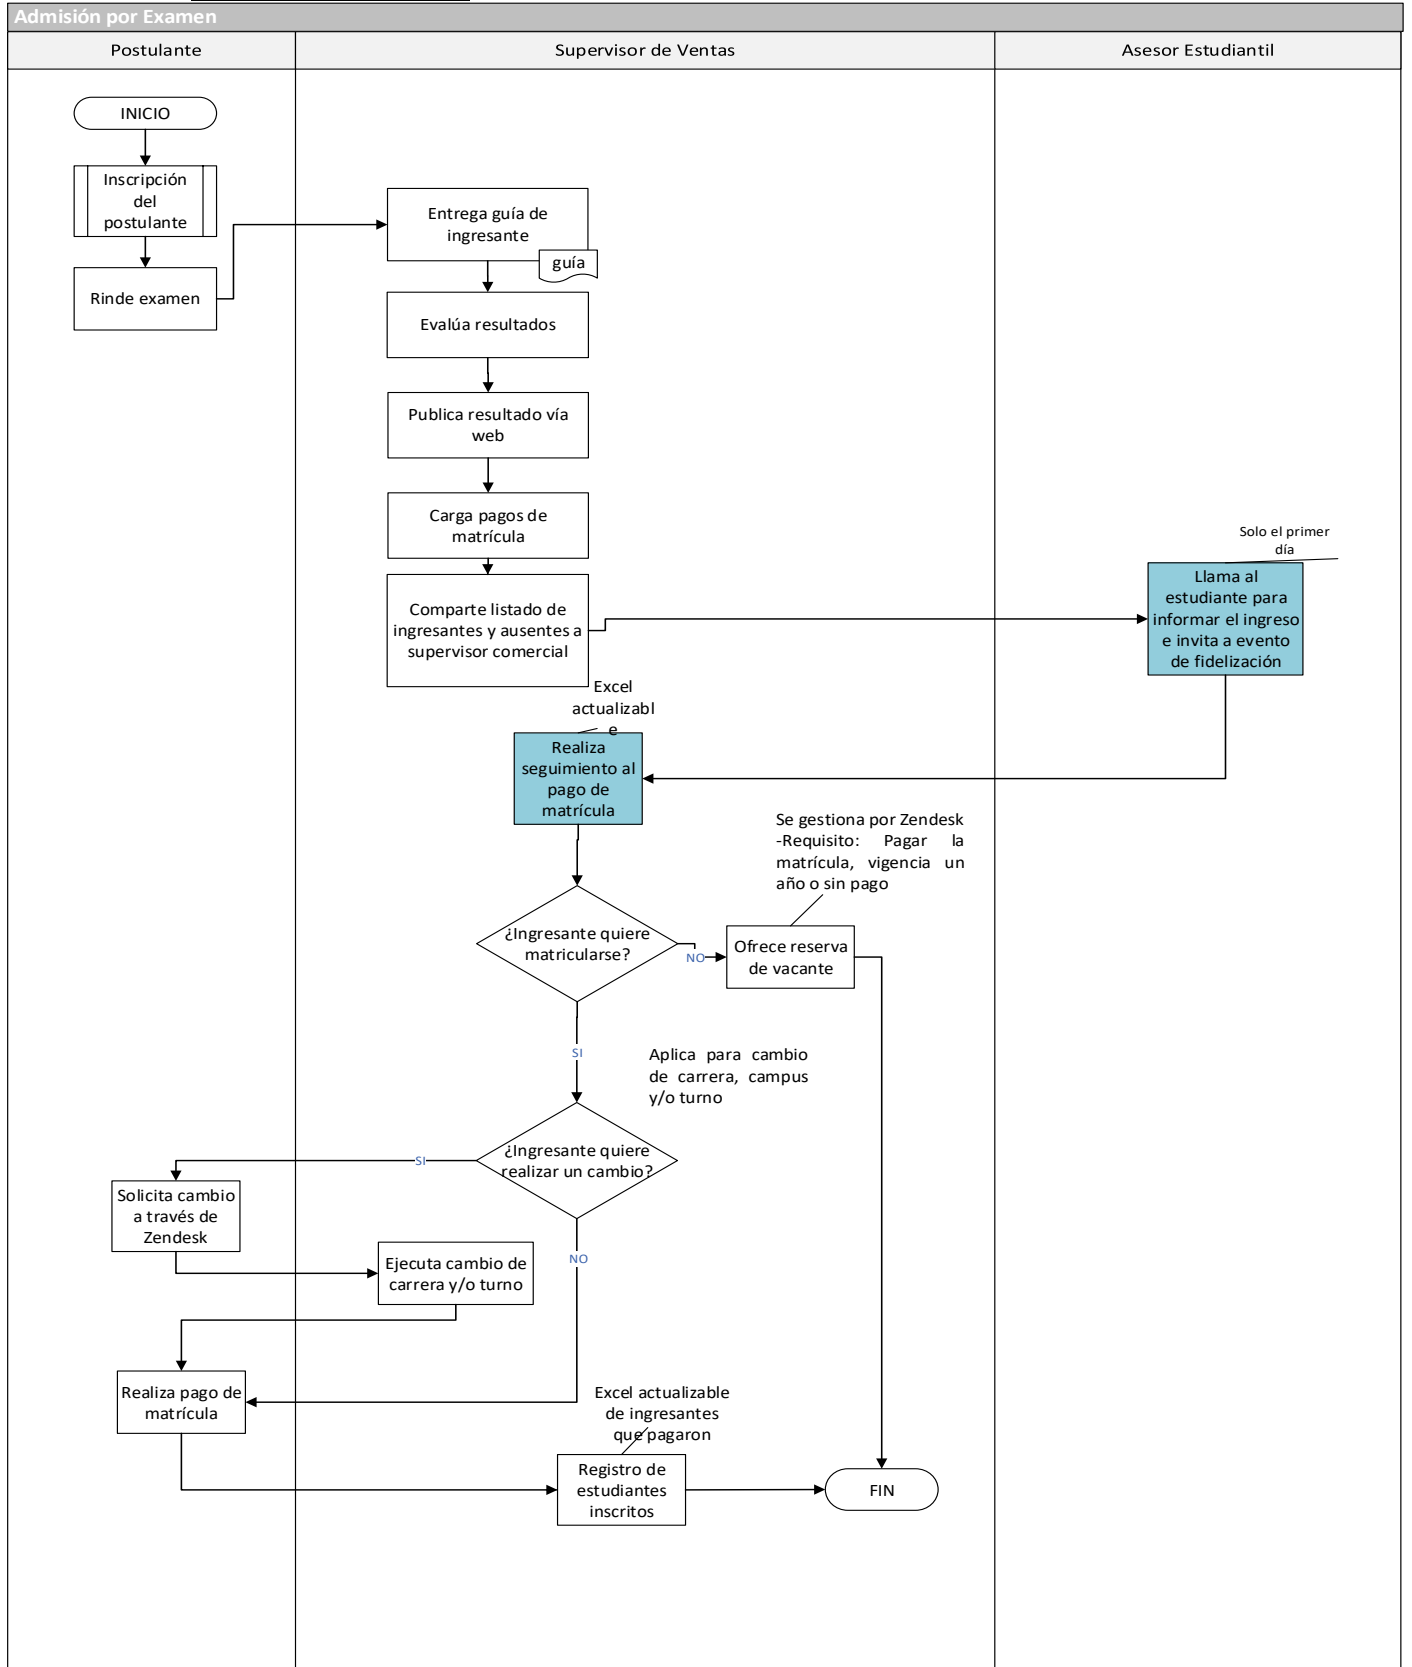 Admisión por Examen
Postulante
Supervisor de Ventas
Asesor Estudiantil
INICIO
Inscripción
del
postulante
Rinde examen
Entrega guía de
ingresante
guía
Evalúa resultados
Publica resultado vía
web
Carga pagos de
matrícula
Comparte listado de
ingresantes y ausentes a
supervisor comercial
Solo el primer
día
Llama al
estudiante para
informar el ingreso
e invita a evento
de fidelización
Excel
actualizabl
e
Realiza
seguimiento al
pago de
matrícula
Se gestiona por Zendesk
-Requisito: Pagar la
matrícula, vigencia un
año o sin pago
¿Ingresante quiere
matricularse?
NO
Ofrece reserva
de vacante
SI
Aplica para cambio
de carrera, campus
y/o turno
¿Ingresante quiere
realizar un cambio?
SI
Solicita cambio
a través de
Zendesk
NO
Ejecuta cambio de
carrera y/o turno
Realiza pago de
matrícula
Excel actualizable
de ingresantes
que pagaron
Registro de
estudiantes
inscritos
FIN